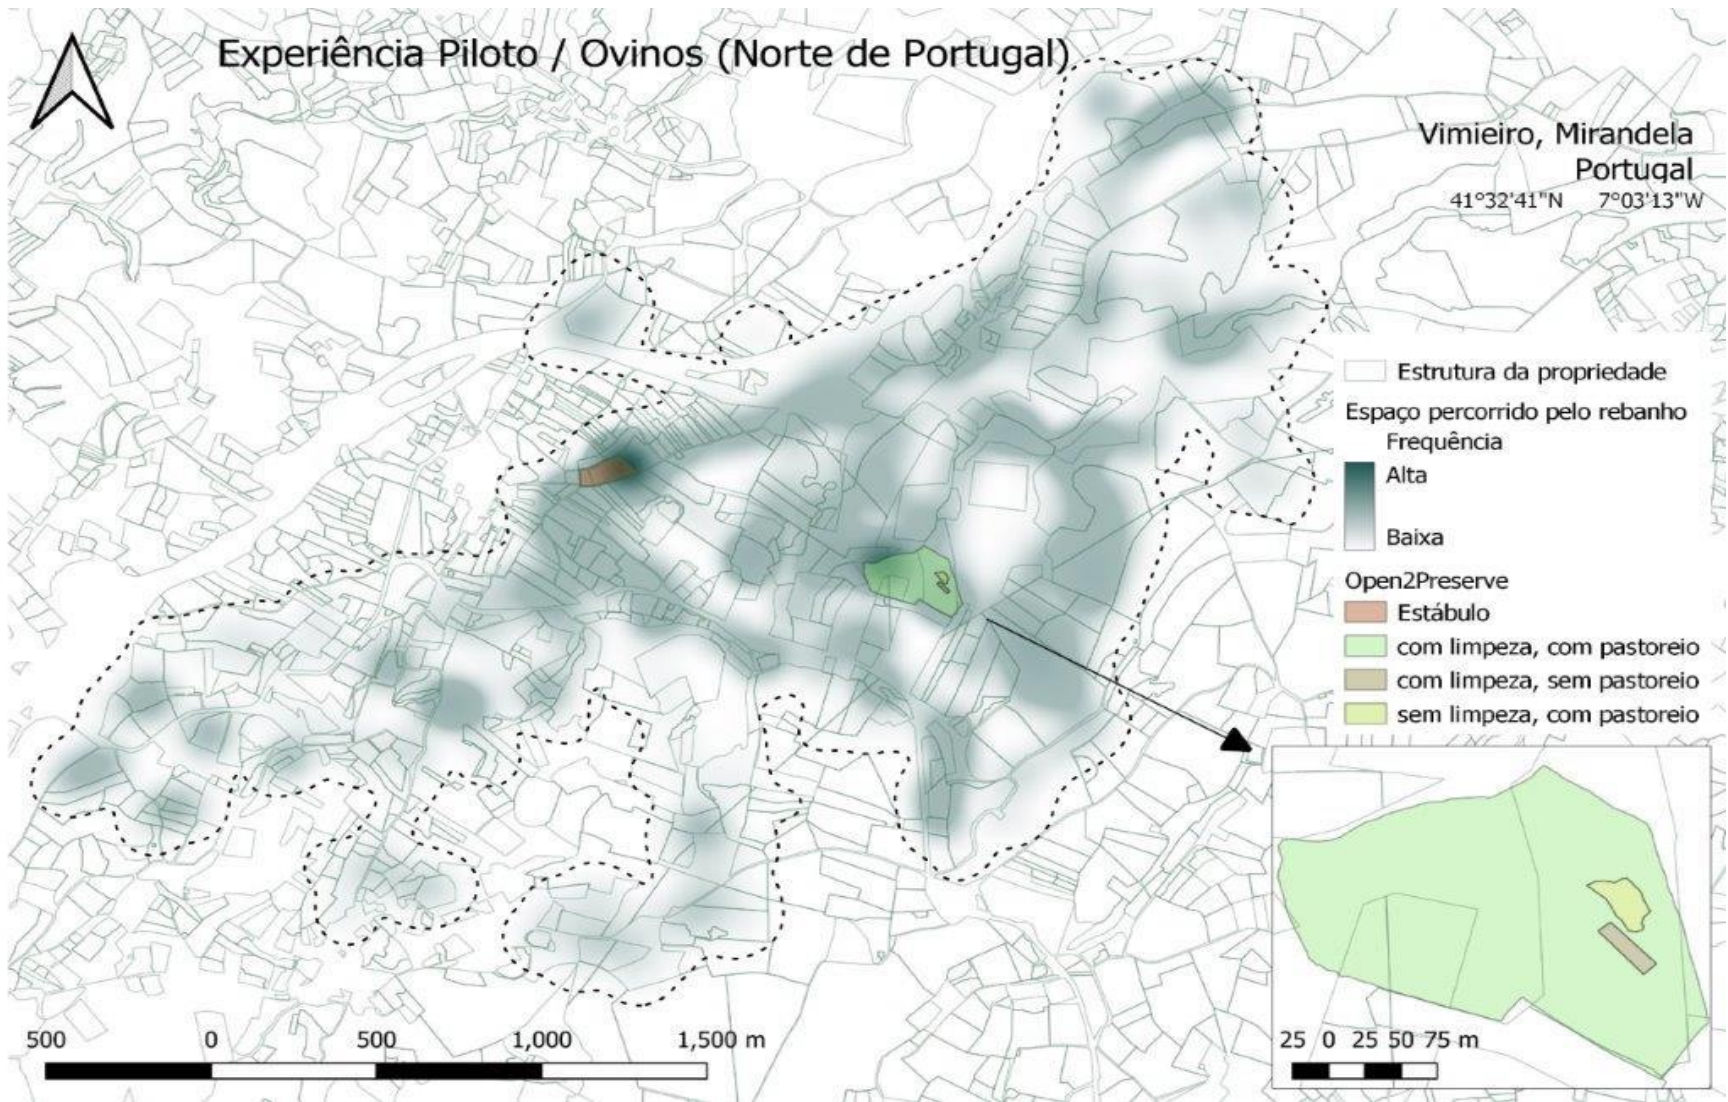 Experiência Piloto / Ovinos (Norte de Portugal)
Vimieiro, Mirandela
Portugal
41°32'41"N 7°03'13"W
Estrutura da propriedade
Espaço percorrido pelo rebanho
Frequência
Alta
Baixa
Open2Preserve
Estábulo
com limpeza, com pastoreio
com limpeza, sem pastoreio
sem limpeza, com pastoreio
500 0 500 1,000 1,500 m
25 0 25 50 75 m